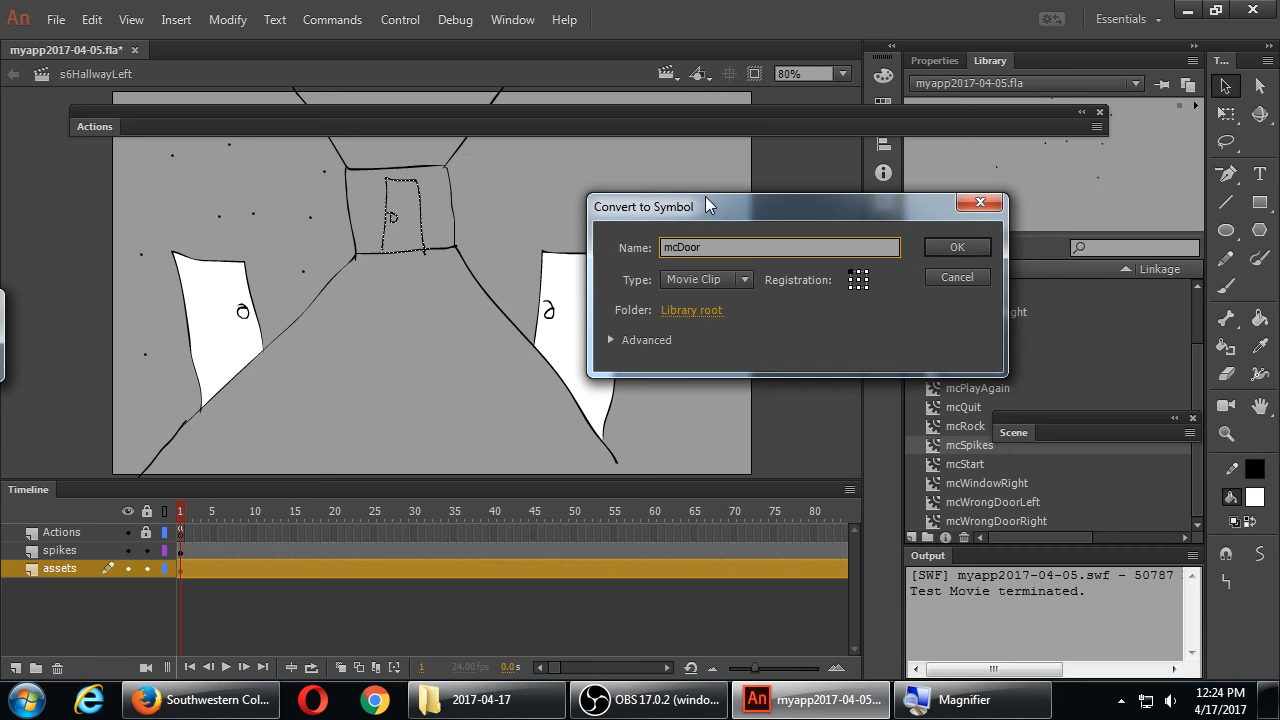 An File Edit View Insert Modify Text Commands Control Debug Window Help Essentials
myapp2017-04-05.fla* ×
s6HallwayLeft 80%
Properties Library
myapp2017-04-05.fla
Actions
D
a
a
Convert to Symbol
Name: mcDoor OK
Type: Movie Clip Registration: Cancel
Folder: Library root
Advanced
Linkage
mcPlayAgain
mcQuit
mcRock
Scene
mcSpikes
mcStart
mcWindowRight
mcWrongDoorLeft
mcWrongDoorRight
Timeline
1 5 10 15 20 25 30 35 40 45 50 55 60 65 70 75 80
Actions
spikes
assets
1 24.00 fps 0.0 s
Output
[SWF] myapp2017-04-05.swf - 50787
Test Movie terminated.
Southwestern Col... 2017-04-17 OBS 17.0.2 (windo... An myapp2017-04-05... Magnifier
12:24 PM
4/17/2017